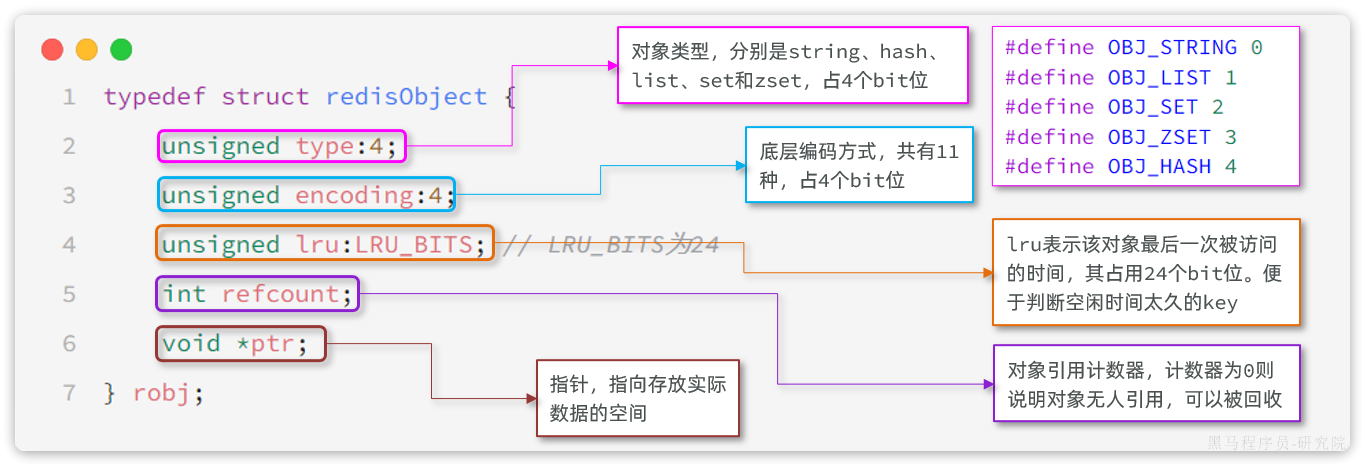 1 typedef struct redisObject {
2 unsigned type:4;
3 unsigned encoding:4;
4 unsigned lru:LRU_BITS; // LRU_BITS为24
5 int refcount;
6 void *ptr;
7 } robj;
对象类型，分别是string、hash、
list、set和zset，占4个bit位
#define OBJ_STRING 0
#define OBJ_LIST 1
#define OBJ_SET 2
#define OBJ_ZSET 3
#define OBJ_HASH 4
底层编码方式，共有11
种，占4个bit位
lru表示该对象最后一次被访问
的时间，其占用24个bit位。便
于判断空闲时间太久的key
对象引用计数器，计数器为0则
说明对象无人引用，可以被回收
指针，指向存放实际
数据的空间
黑马程序员-研究院